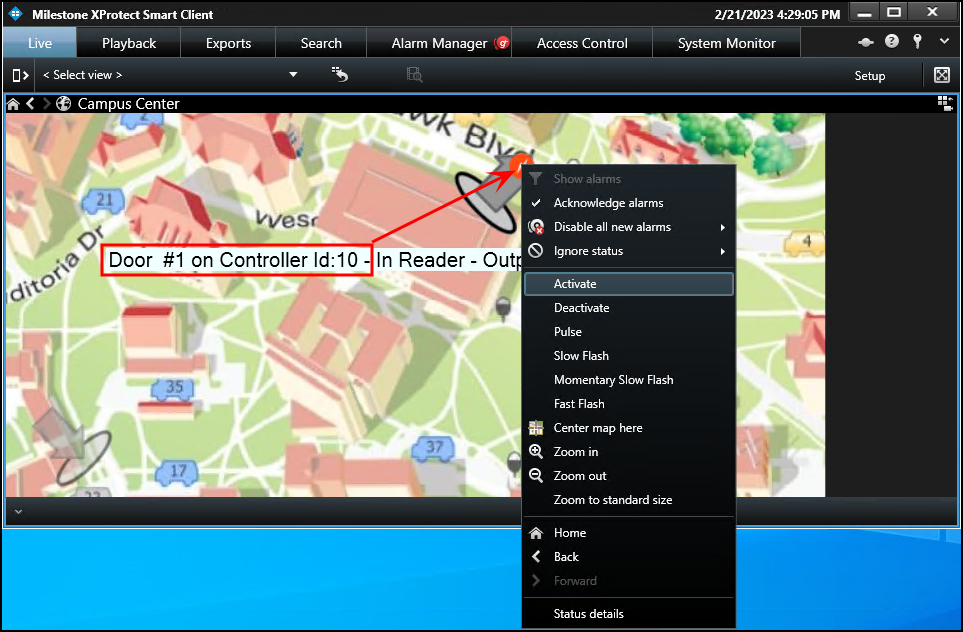 Milestone XProtect Smart Client
2/21/2023 4:29:05 PM
Live
Playback
Exports
Search
Alarm Manager
Access Control
System Monitor
< Select view >
Setup
Campus Center
wk Blvd
2
21
Wesr
ditoria Dr
4
Door #1 on Controller Id:10 - In Reader - Outp
35
37
17
Show alarms
Acknowledge alarms
Disable all new alarms
Ignore status
Activate
Deactivate
Pulse
Slow Flash
Momentary Slow Flash
Fast Flash
Center map here
Zoom in
Zoom out
Zoom to standard size
Home
Back
Forward
Status details